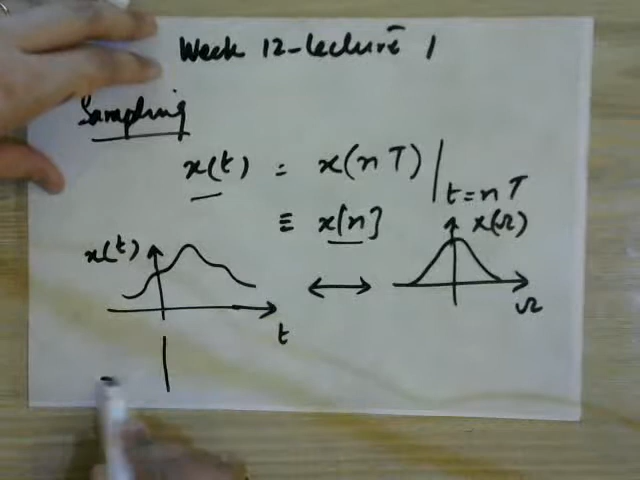 Week 12-Lecture 1
Sampling
x(t) = x(nT)|t=nT
≡ x[n]
x(t)
t
X(Ω)
Ω